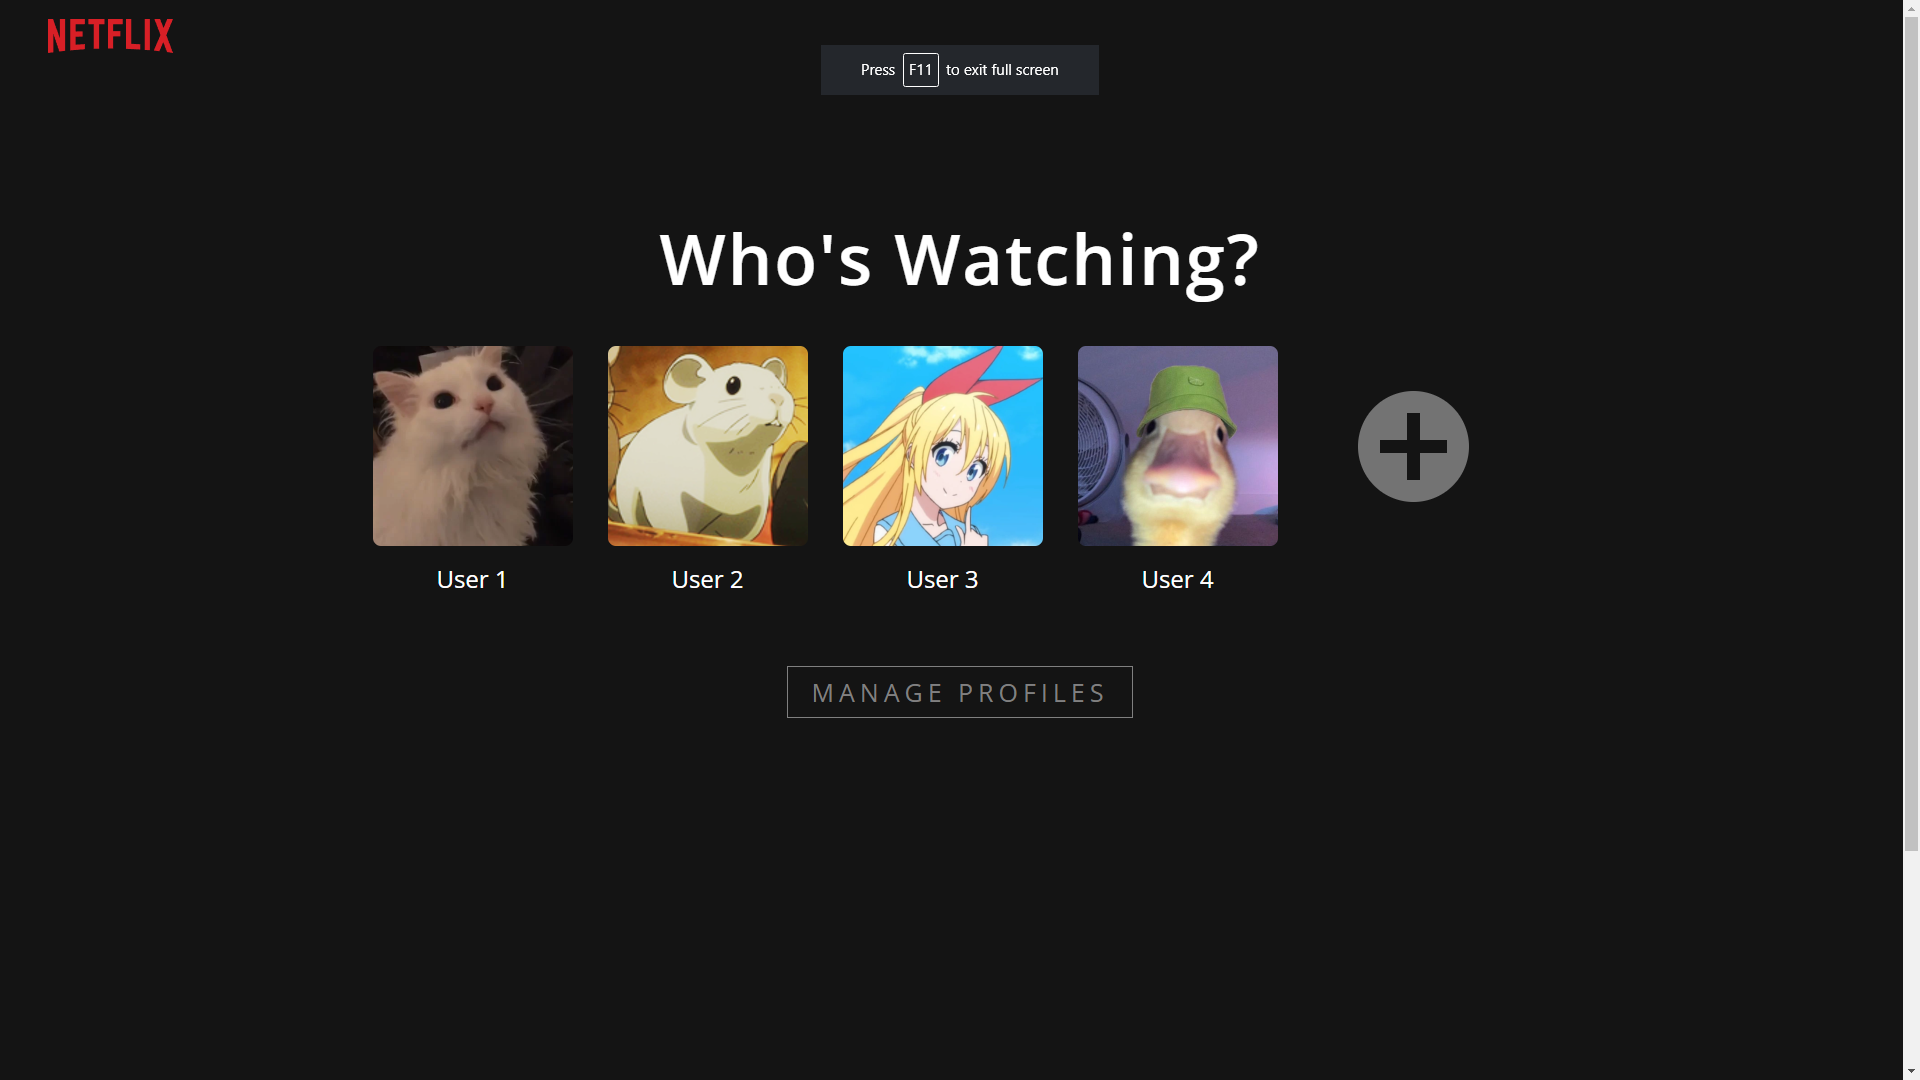 NETFLIX
Press F11 to exit full screen
Who's Watching?
User 1
User 2
User 3
User 4
MANAGE PROFILES